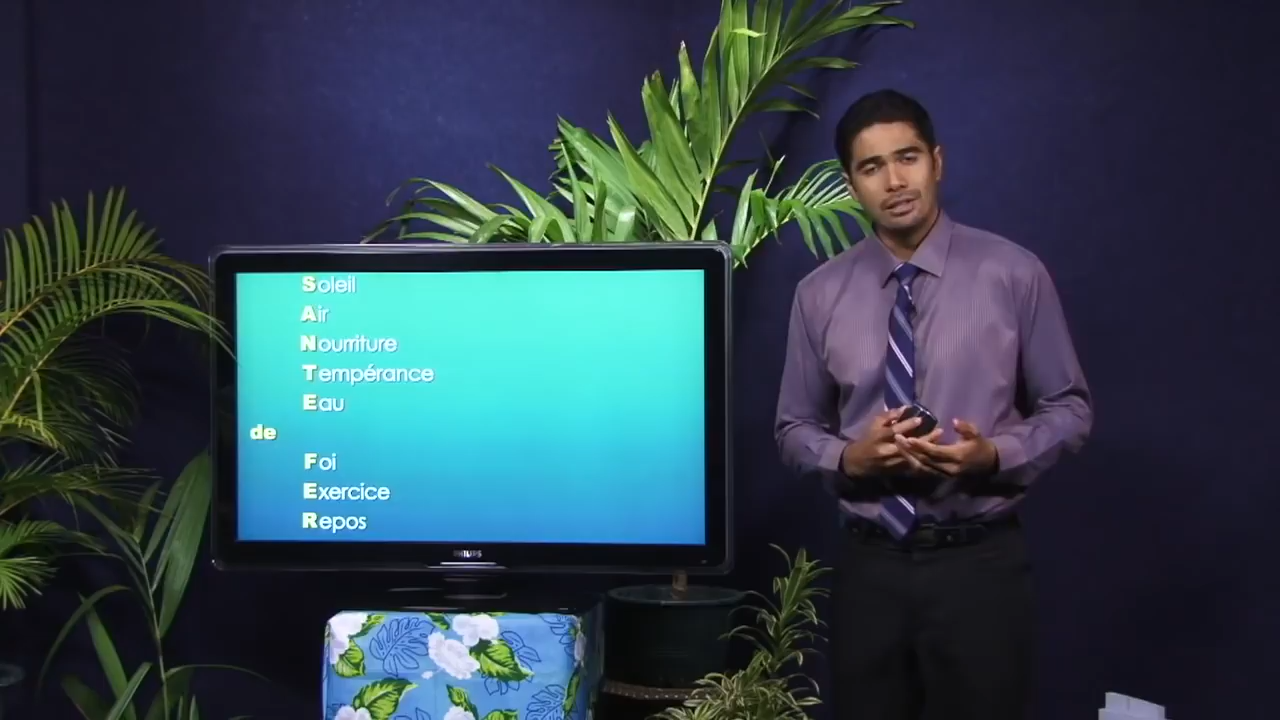 Soleil
Air
Nourriture
Tempérance
Eau
de
Foi
Exercice
Repos
PHILIPS